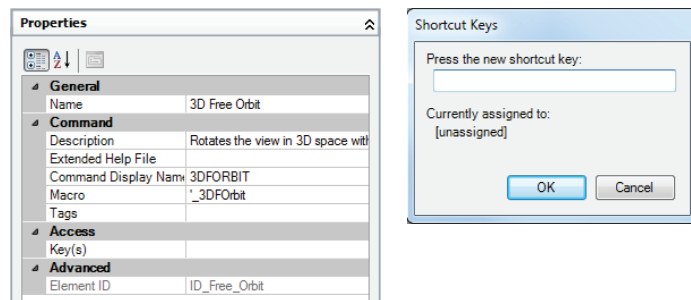 Properties
General
Name 3D Free Orbit
Command
Description Rotates the view in 3D space with
Extended Help File
Command Display Name 3DFORBIT
Macro '_3DFOrbit
Tags
Access
Key(s)
Advanced
Element ID ID_Free_Orbit
Shortcut Keys
Press the new shortcut key:
Currently assigned to:
[unassigned]
OK Cancel